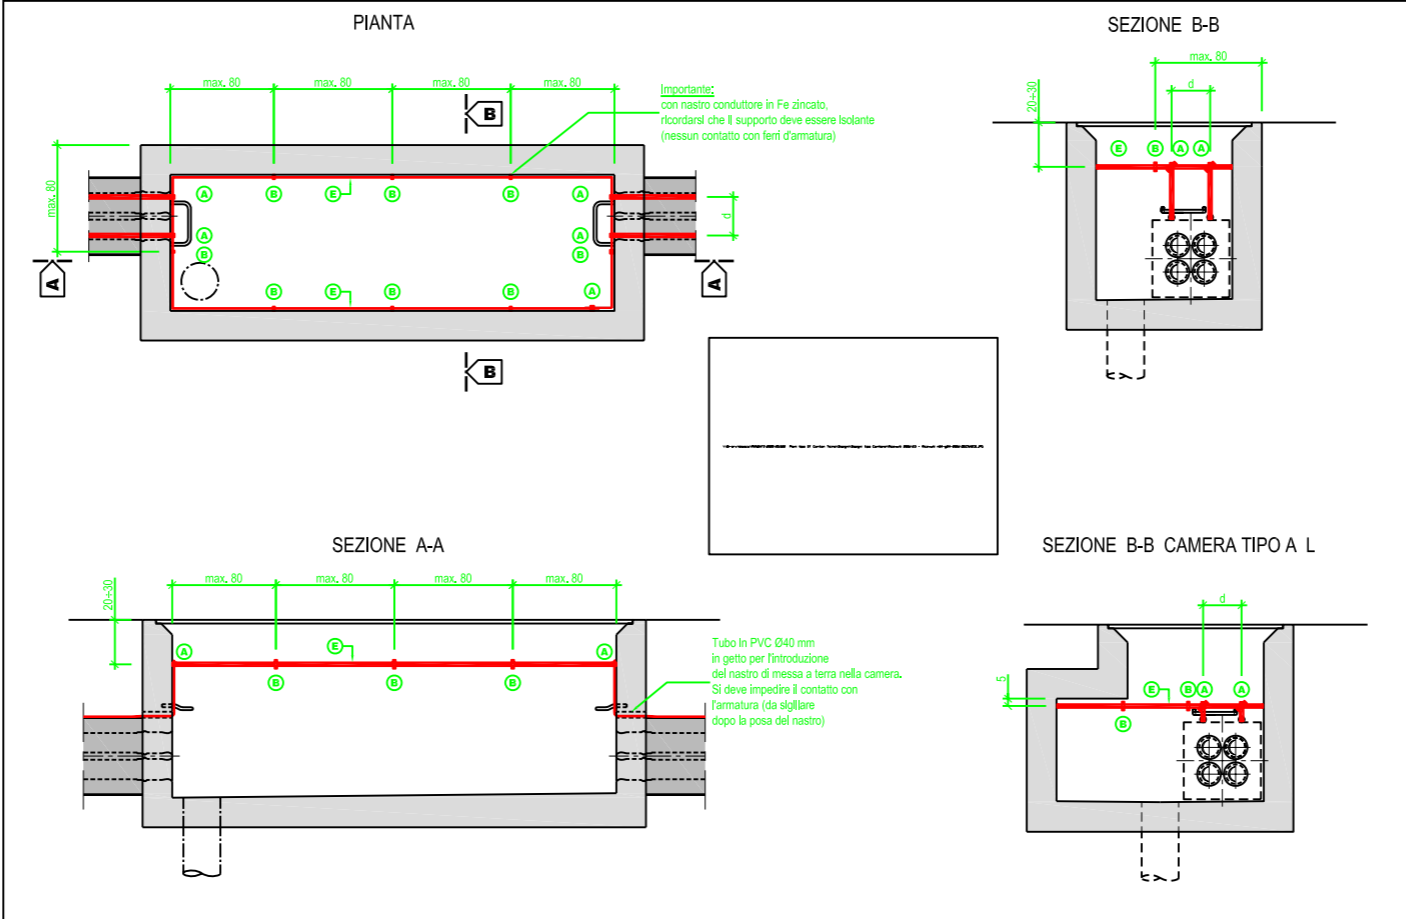 PIANTA
SEZIONE B-B
max. 80
max. 80
max. 80
max. 80
max. 80
d
20÷30
B
Importante:
con nastro conduttore in Fe zincato,
ricordarsi che il supporto deve essere isolante
(nessun contatto con ferri d'armatura)
E
B
A
A
max. 80
A
B
E
B
B
A
d
A
A
B
B
A
A
B
E
B
B
A
B
SEZIONE A-A
SEZIONE B-B CAMERA TIPO A L
20÷30
max. 80
max. 80
max. 80
max. 80
d
A
E
A
B
B
B
Tubo in PVC Ø40 mm
in getto per l'introduzione
del nastro di messa a terra nella camera.
Si deve impedire il contatto con
l'armatura (da sigillare
dopo la posa del nastro)
5
E
B
A
A
B